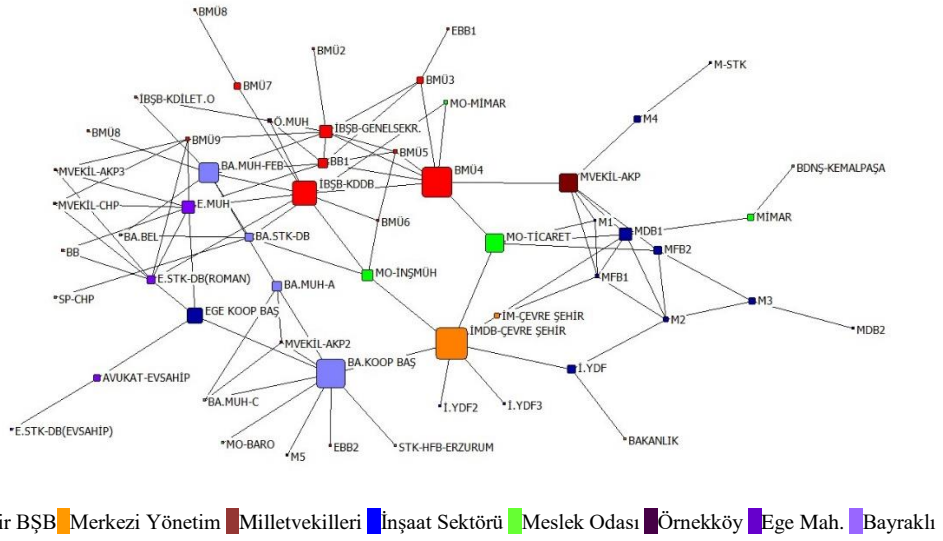 BMÜ8
EBB1
BMÜ2
M-STK
BMÜ7
BMÜ3
İBŞB-KDİLET.O
MO-MİMAR
Ö.MUH
İBŞB-GENELSEKR.
M4
BMÜ8
BMÜ9
BMÜ5
BB1
MVEKİL-AKP3
BA.MUH-FEB
BMÜ4
MVEKİL-AKP
BDNŞ-KEMALPAŞA
İBŞB-KDDB
MVEKİL-CHP
E.MUH
BMÜ6
M1
MİMAR
BA.BEL
BA.STK-DB
MO-TİCARET
MDB1
BB
MFB2
E.STK-DB(ROMAN)
MO-İNŞMÜH
MFB1
BA.MUH-A
SP-CHP
M3
EGE KOOP BAŞ
İM-ÇEVRE ŞEHİR
M2
İMDB-ÇEVRE ŞEHİR
MDB2
MVEKİL-AKP2
BA.KOOP BAŞ
İ.YDF
AVUKAT-EVSAHİP
BA.MUH-C
İ.YDF2
İ.YDF3
E.STK-DB(EVSAHİP)
MO-BARO
M5
EBB2
STK-HFB-ERZURUM
BAKANLIK
ir BŞB Merkezi Yönetim Milletvekilleri İnşaat Sektörü Meslek Odası Örnekköy Ege Mah. Bayraklı